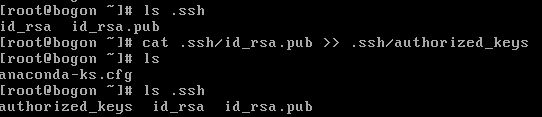 [root@bogon ~]# ls .ssh
id_rsa  id_rsa.pub
[root@bogon ~]# cat .ssh/id_rsa.pub >> .ssh/authorized_keys
[root@bogon ~]# ls
anaconda-ks.cfg
[root@bogon ~]# ls .ssh
authorized_keys  id_rsa  id_rsa.pub